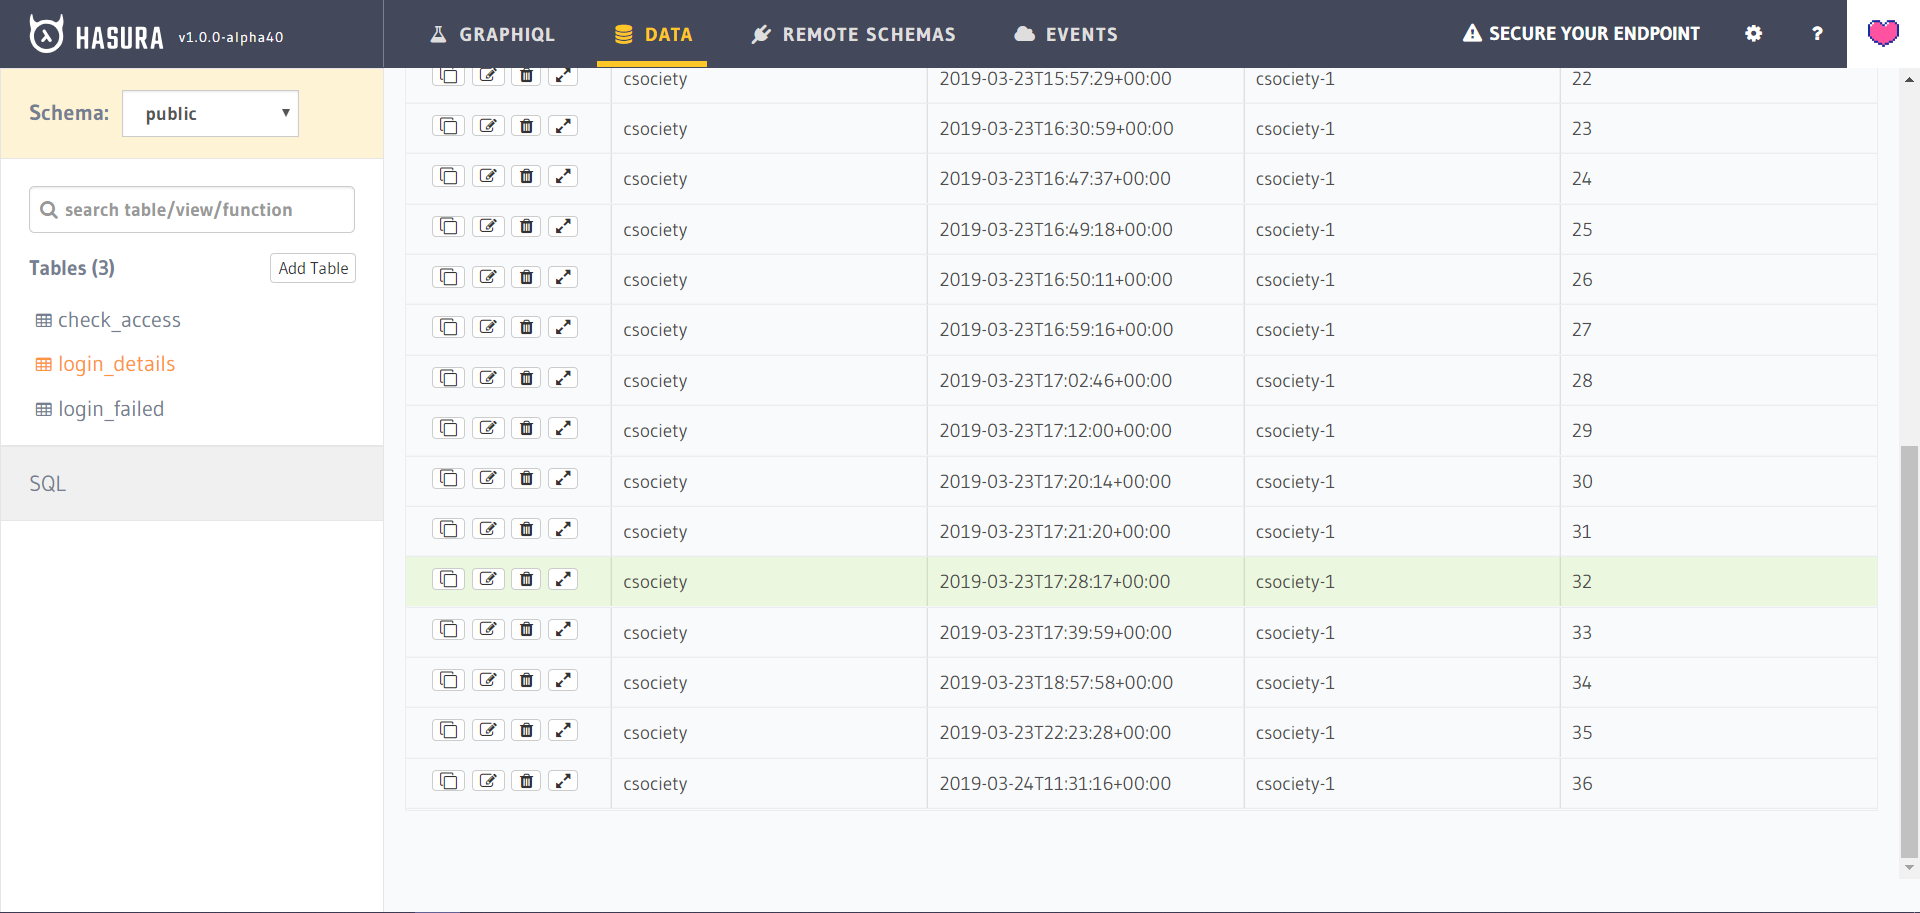 HASURA v1.0.0-alpha40 GRAPHIQL DATA REMOTE SCHEMAS EVENTS SECURE YOUR ENDPOINT ?
Schema: public
search table/view/function
Tables (3) Add Table
check_access
login_details
login_failed
SQL
csociety 2019-03-23T15:57:29+00:00 csociety-1 22
csociety 2019-03-23T16:30:59+00:00 csociety-1 23
csociety 2019-03-23T16:47:37+00:00 csociety-1 24
csociety 2019-03-23T16:49:18+00:00 csociety-1 25
csociety 2019-03-23T16:50:11+00:00 csociety-1 26
csociety 2019-03-23T16:59:16+00:00 csociety-1 27
csociety 2019-03-23T17:02:46+00:00 csociety-1 28
csociety 2019-03-23T17:12:00+00:00 csociety-1 29
csociety 2019-03-23T17:20:14+00:00 csociety-1 30
csociety 2019-03-23T17:21:20+00:00 csociety-1 31
csociety 2019-03-23T17:28:17+00:00 csociety-1 32
csociety 2019-03-23T17:39:59+00:00 csociety-1 33
csociety 2019-03-23T18:57:58+00:00 csociety-1 34
csociety 2019-03-23T22:23:28+00:00 csociety-1 35
csociety 2019-03-24T11:31:16+00:00 csociety-1 36